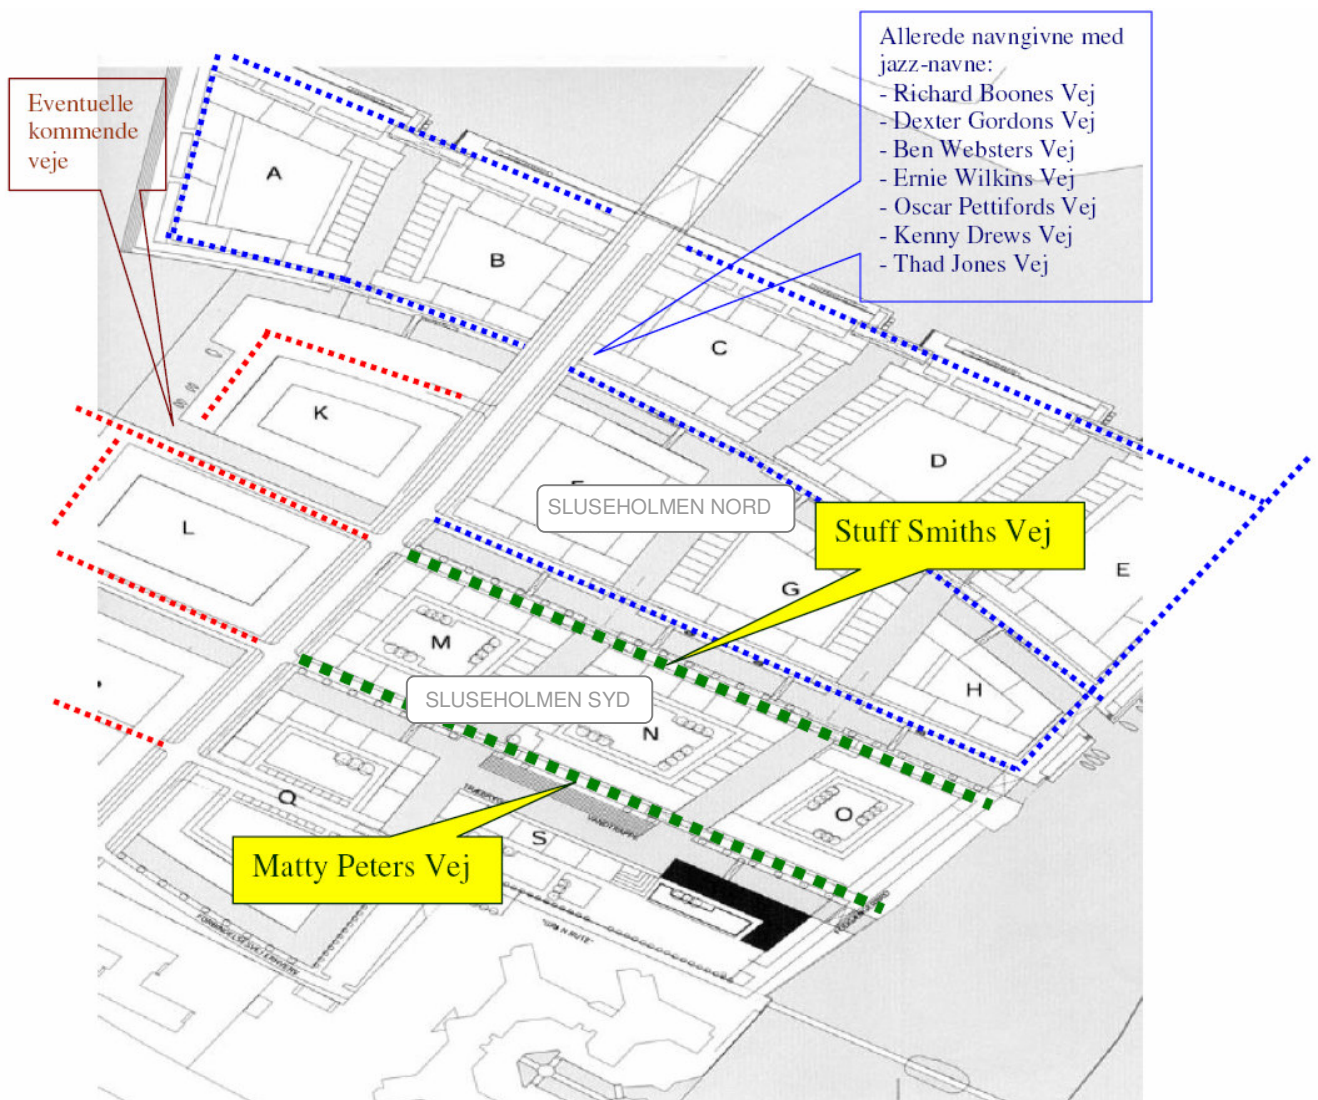 Allerede navngivne med
jazz-navne:
- Richard Boones Vej
- Dexter Gordons Vej
- Ben Websters Vej
- Ernie Wilkins Vej
- Oscar Pettifords Vej
- Kenny Drews Vej
- Thad Jones Vej
Eventuelle
kommende
veje
A
B
C
K
D
SLUSEHOLMEN NORD
L
Stuff Smiths Vej
E
G
M
H
SLUSEHOLMEN SYD
N
Q
O
VANDTRAPPE
S
Matty Peters Vej